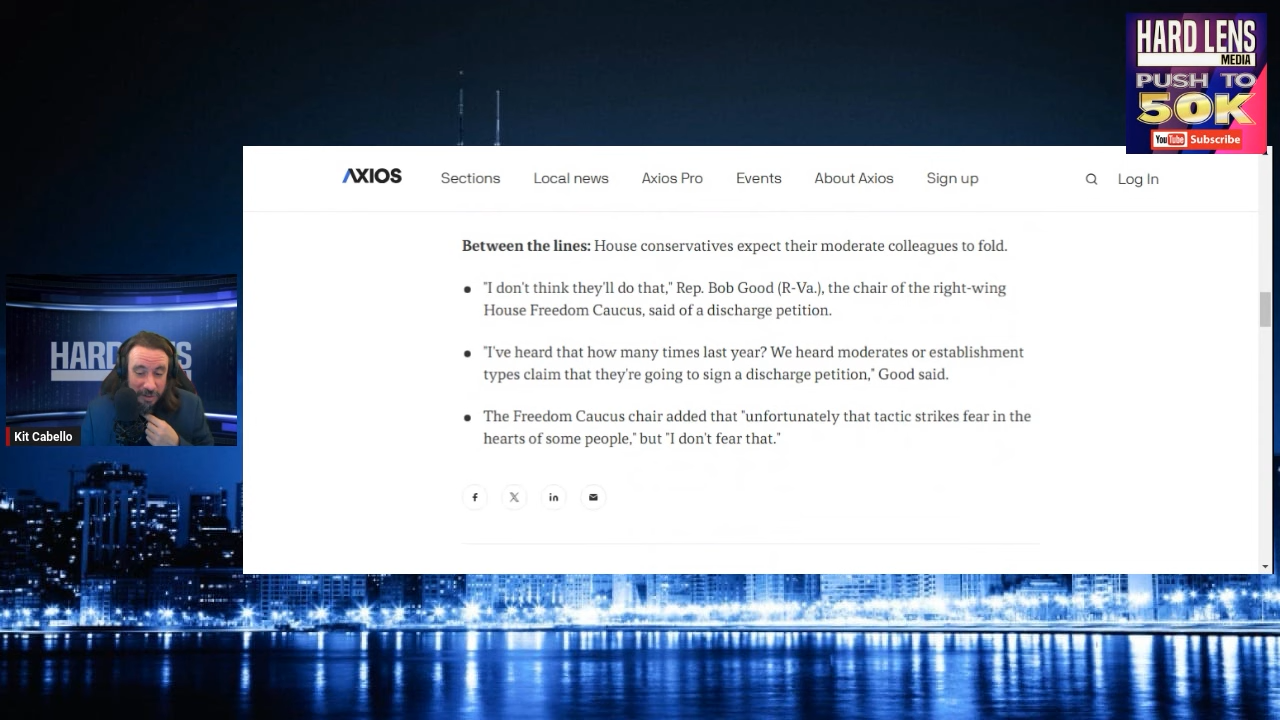 HARD LENS
MEDIA
PUSH TO
50K
YouTube Subscribe
AXIOS Sections Local news Axios Pro Events About Axios Sign up Log In
Between the lines: House conservatives expect their moderate colleagues to fold.
"I don't think they'll do that," Rep. Bob Good (R-Va.), the chair of the right-wing
House Freedom Caucus, said of a discharge petition.
"I've heard that how many times last year? We heard moderates or establishment
types claim that they're going to sign a discharge petition," Good said.
The Freedom Caucus chair added that "unfortunately that tactic strikes fear in the
hearts of some people," but "I don't fear that."
HARD S
Kit Cabello